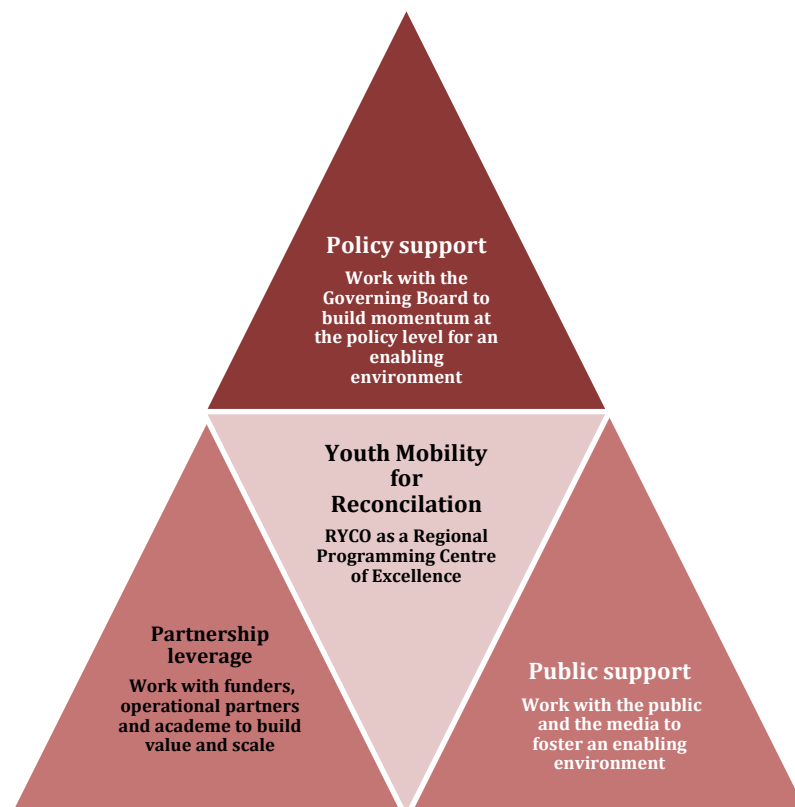 Policy support
Work with the
Governing Board to
build momentum at
the policy level for an
enabling
environment
Youth Mobility
for
Reconcilation
RYCO as a Regional
Programming Centre
of Excellence
Partnership
leverage
Work with funders,
operational partners
and academe to build
value and scale
Public support
Work with the public
and the media to
foster an enabling
environment